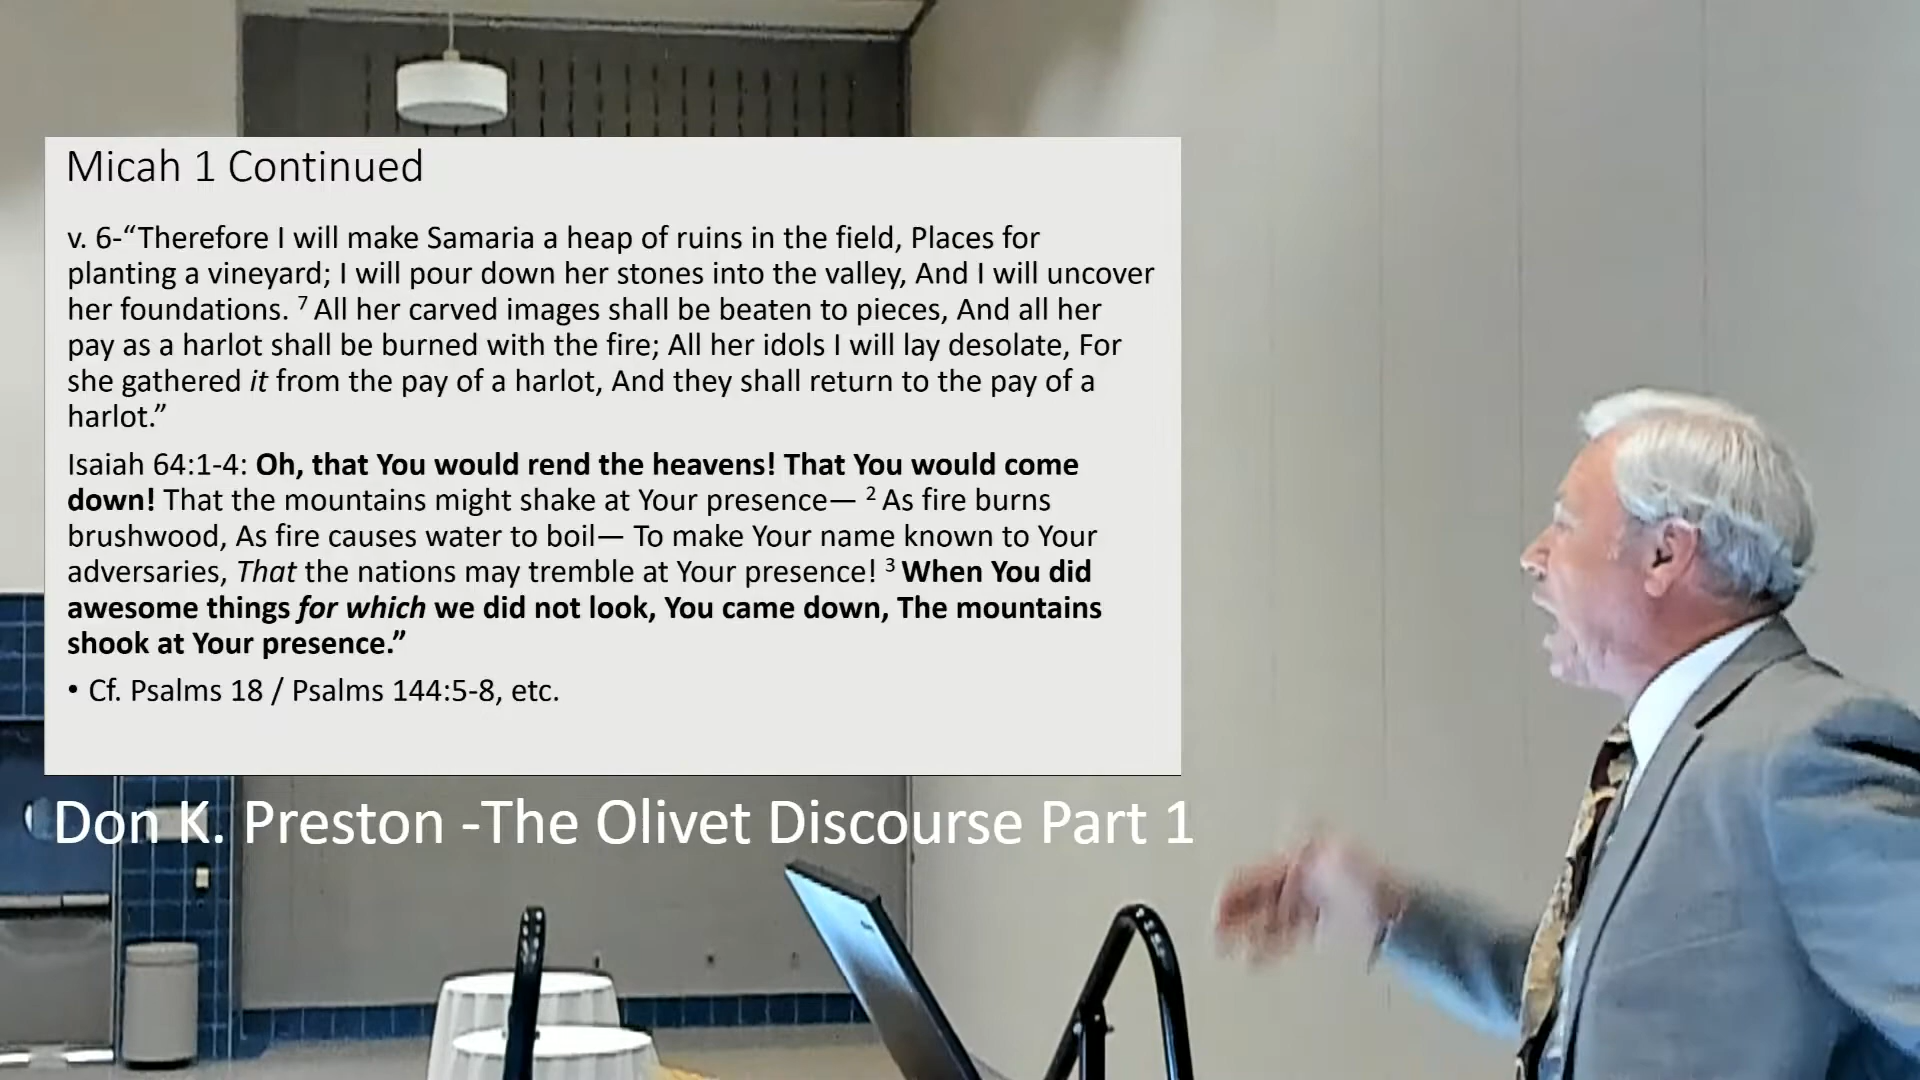 Micah 1 Continued
v. 6-“Therefore I will make Samaria a heap of ruins in the field, Places for
planting a vineyard; I will pour down her stones into the valley, And I will uncover
her foundations. 7 All her carved images shall be beaten to pieces, And all her
pay as a harlot shall be burned with the fire; All her idols I will lay desolate, For
she gathered it from the pay of a harlot, And they shall return to the pay of a
harlot.”
Isaiah 64:1-4: Oh, that You would rend the heavens! That You would come
down! That the mountains might shake at Your presence— 2 As fire burns
brushwood, As fire causes water to boil— To make Your name known to Your
adversaries, That the nations may tremble at Your presence! 3 When You did
awesome things for which we did not look, You came down, The mountains
shook at Your presence.”
• Cf. Psalms 18 / Psalms 144:5-8, etc.
Don K. Preston -The Olivet Discourse Part 1